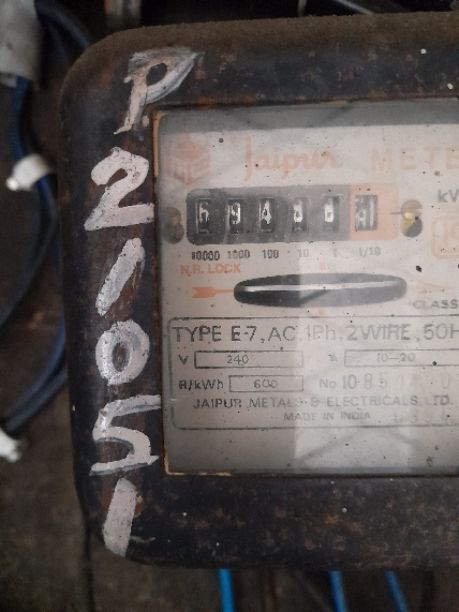 P21051
Jaipur METE
kV
10000 1000 100 10 1 1/10
N.R. LOCK
CLASS
TYPE E-7, AC, 1Ph, 2WIRE, 50H
V 240 10-20
R/kWh 600 No 10-85
JAIPUR METALS & ELECTRICALS LTD.
MADE IN INDIA